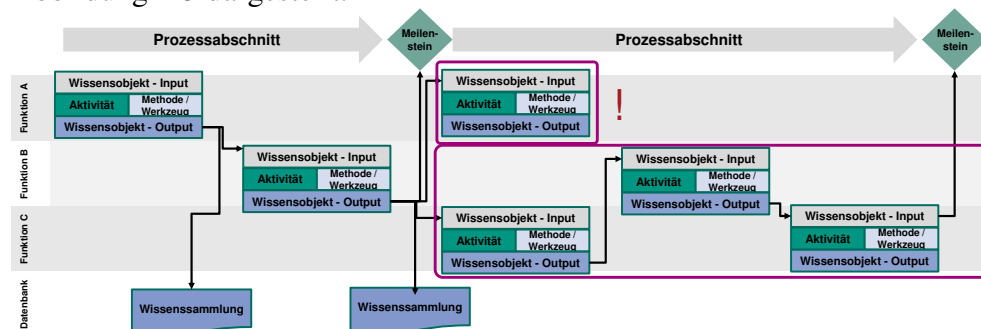 Prozessabschnitt
Meilen-
stein
Prozessabschnitt
Meilen-
stein
Funktion A
Wissensobjekt - Input
Aktivität
Methode /
Werkzeug
Wissensobjekt - Output
Wissensobjekt - Input
Aktivität
Methode /
Werkzeug
Wissensobjekt - Output
!
Funktion B
Wissensobjekt - Input
Aktivität
Methode /
Werkzeug
Wissensobjekt - Output
Wissensobjekt - Input
Aktivität
Methode /
Werkzeug
Wissensobjekt - Output
Funktion C
Wissensobjekt - Input
Aktivität
Methode /
Werkzeug
Wissensobjekt - Output
Wissensobjekt - Input
Aktivität
Methode /
Werkzeug
Wissensobjekt - Output
Datenbank
Wissenssammlung
Wissenssammlung